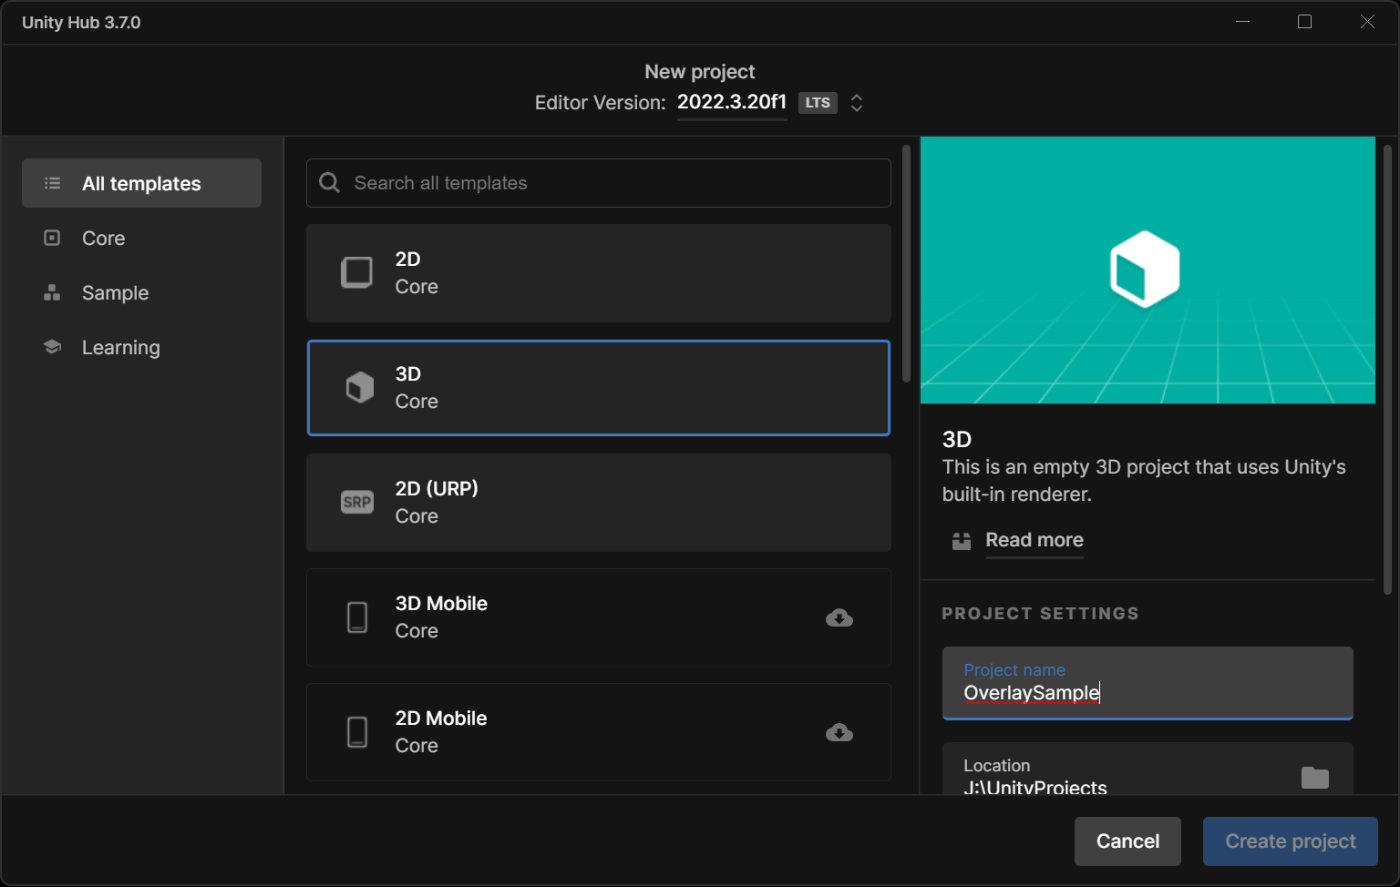 Unity Hub 3.7.0
New project
Editor Version: 2022.3.20f1 LTS
All templates
Core
Sample
Learning
Search all templates
2D
Core
3D
Core
SRP
2D (URP)
Core
3D Mobile
Core
2D Mobile
Core
3D
This is an empty 3D project that uses Unity's
built-in renderer.
Read more
PROJECT SETTINGS
Project name
OverlaySample
Location
J:\UnityProjects
Cancel
Create project